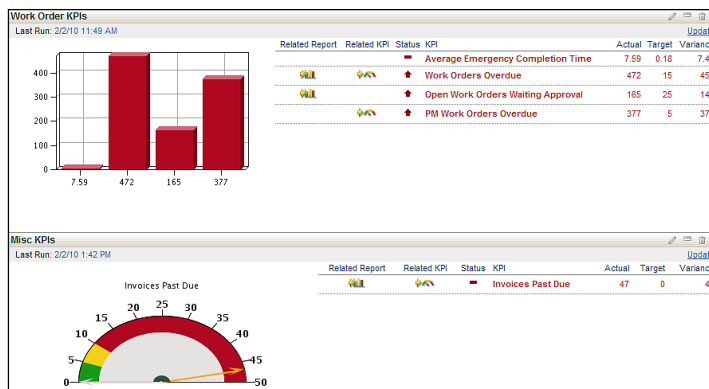 Work Order KPIs
Last Run: 2/2/10 11:49 AM
Updat
Related Report Related KPI Status KPI Actual Target Varianc
Average Emergency Completion Time 7.59 0.18 7.4
Work Orders Overdue 472 15 45
Open Work Orders Waiting Approval 165 25 14
PM Work Orders Overdue 377 5 37
400
300
200
100
0
7.59 472 165 377
Misc KPIs
Last Run: 2/2/10 1:42 PM
Updat
Related Report Related KPI Status KPI Actual Target Varianc
Invoices Past Due 47 0 4
Invoices Past Due
0 5 10 15 20 25 30 35 40 45 50